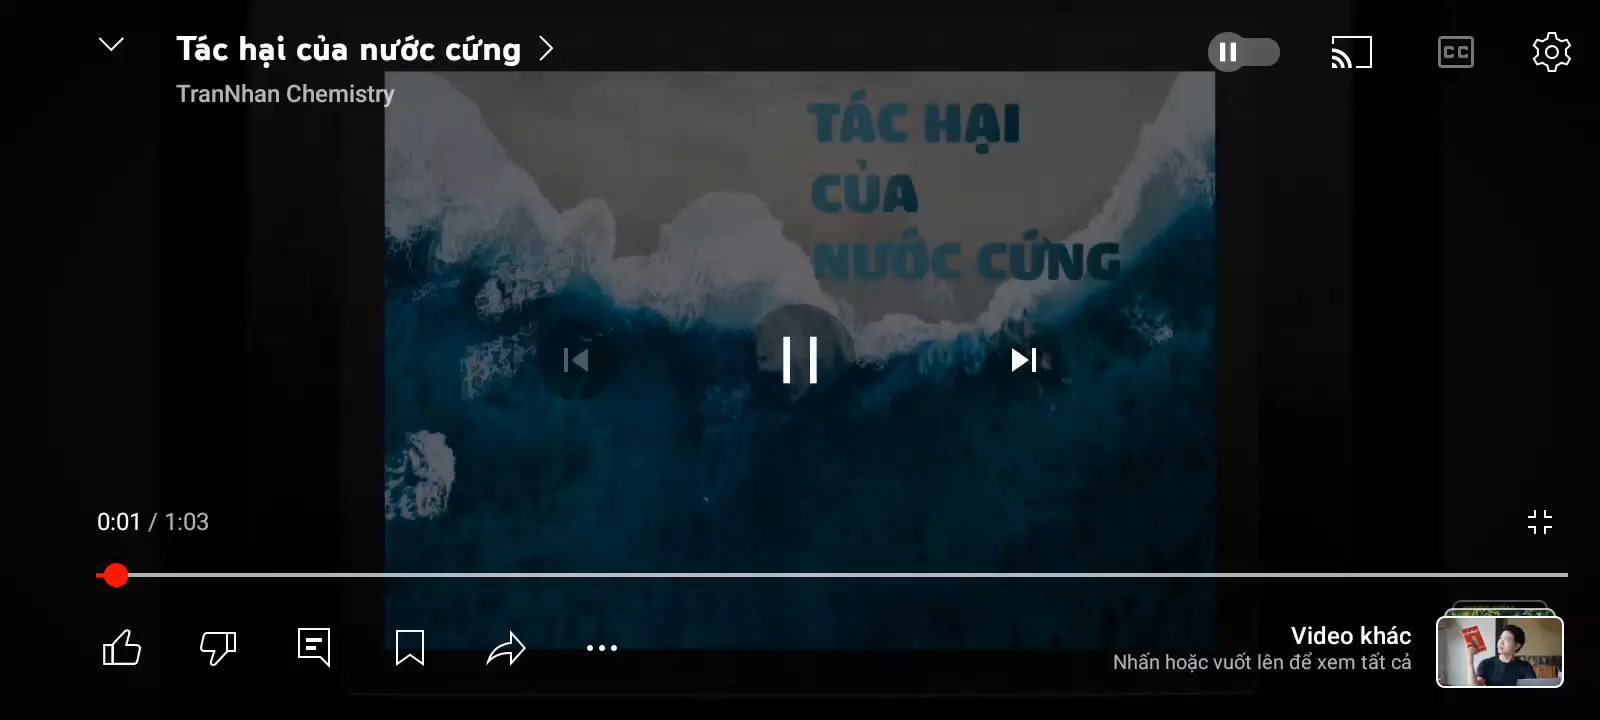 Tác hại của nước cứng
TranNhan Chemistry
CC
TÁC HẠI
CỦA
NƯỚC CỨNG
0:01 / 1:03
Video khác
Nhấn hoặc vuốt lên để xem tất cả